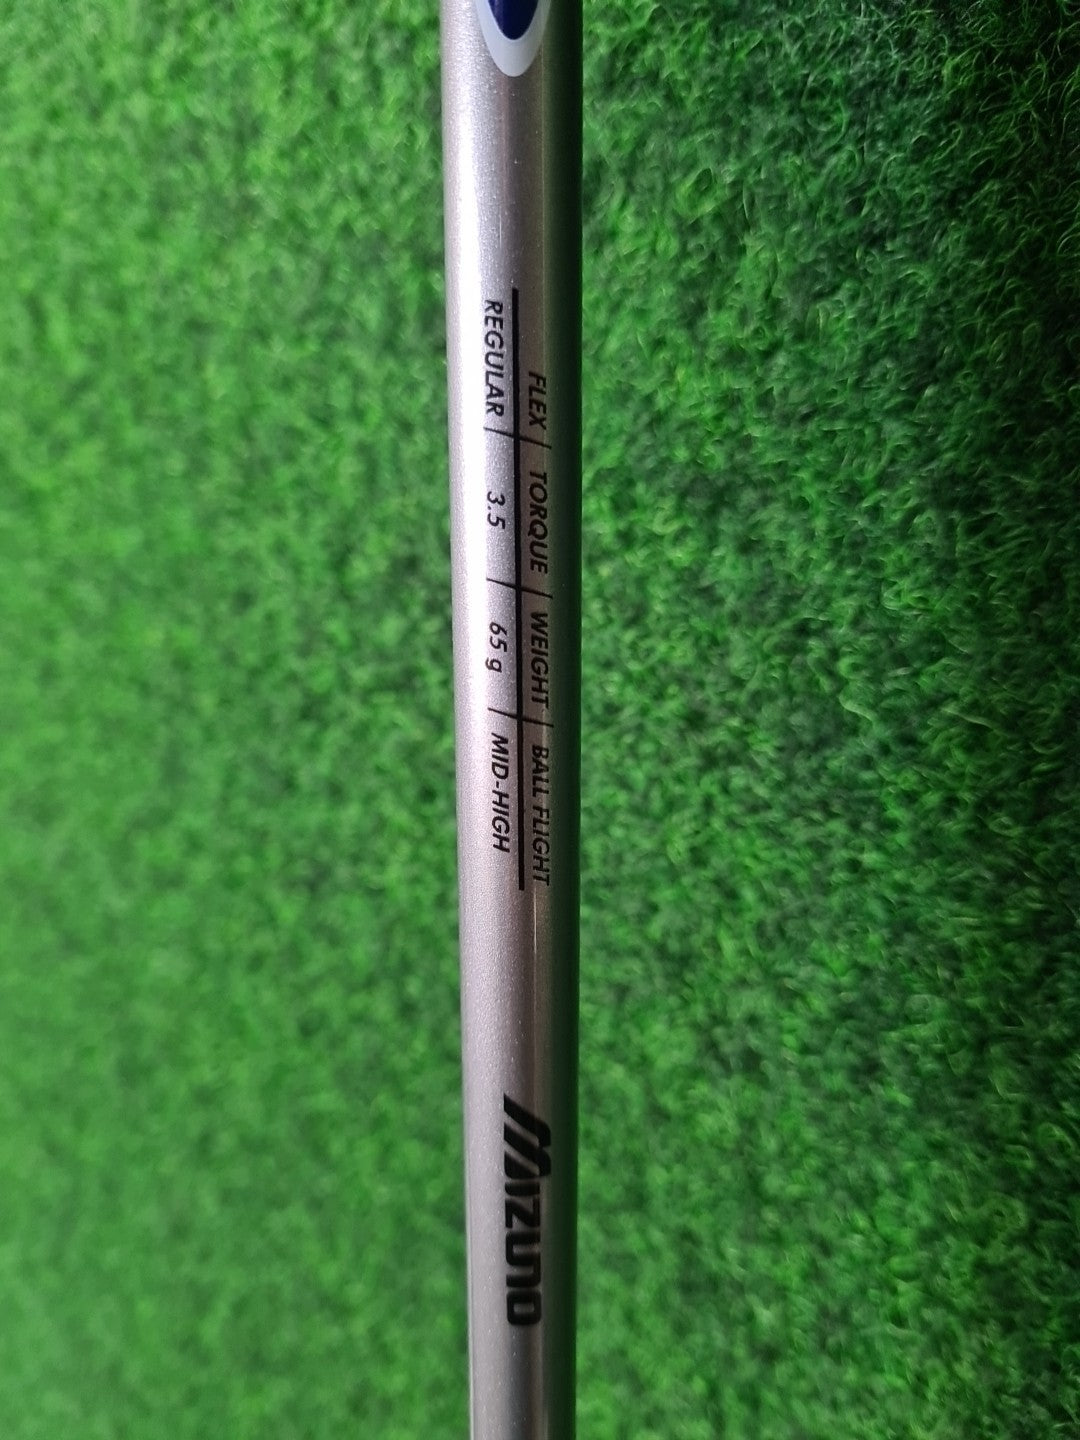 FLEX | TORQUE | WEIGHT | BALL FLIGHT
REGULAR | 3.5 | 65 g | MID-HIGH
MIZUNO